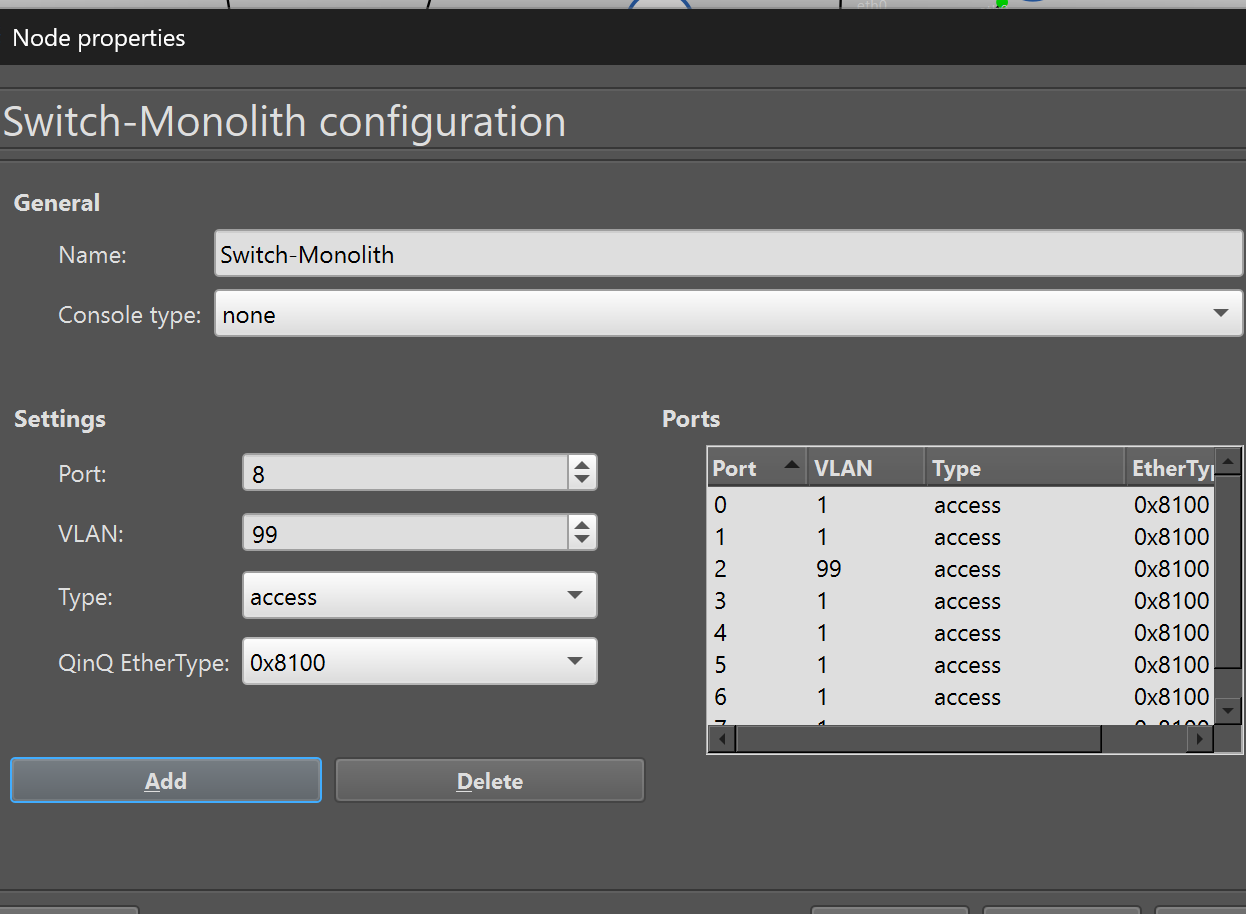 eth0
Node properties
Switch-Monolith configuration
General
Name: Switch-Monolith
Console type: none
Settings
Port: 8
VLAN: 99
Type: access
QinQ EtherType: 0x8100
Add Delete
Ports
Port VLAN Type
0 1 access 0x8100
1 1 access 0x8100
2 99 access 0x8100
3 1 access 0x8100
4 1 access 0x8100
5 1 access 0x8100
6 1 access 0x8100